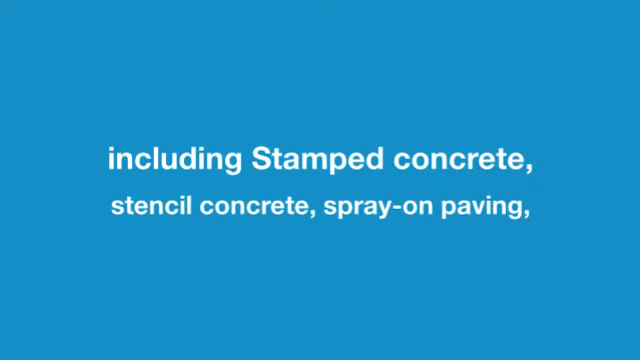 including Stamped concrete,
stencil concrete, spray-on paving,